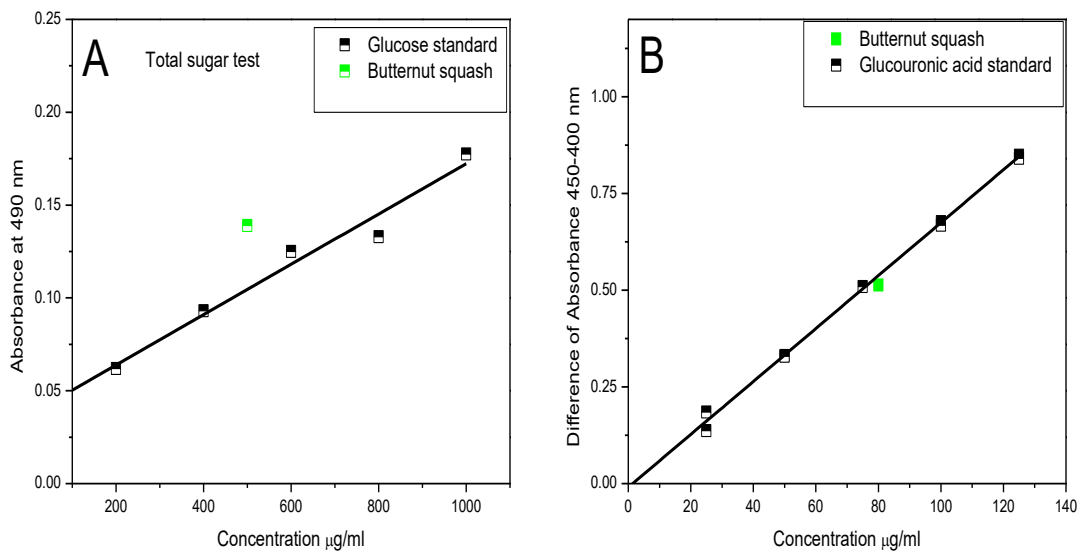 A
Total sugar test
Glucose standard
Butternut squash
0.25
0.20
0.15
0.10
0.05
0.00
Absorbance at 490 nm
200 400 600 800 1000
Concentration μg/ml
B
Butternut squash
Glucouronic acid standard
1.00
0.75
0.50
0.25
0.00
Difference of Absorbance 450-400 nm
0 20 40 60 80 100 120 140
Concentration μg/ml